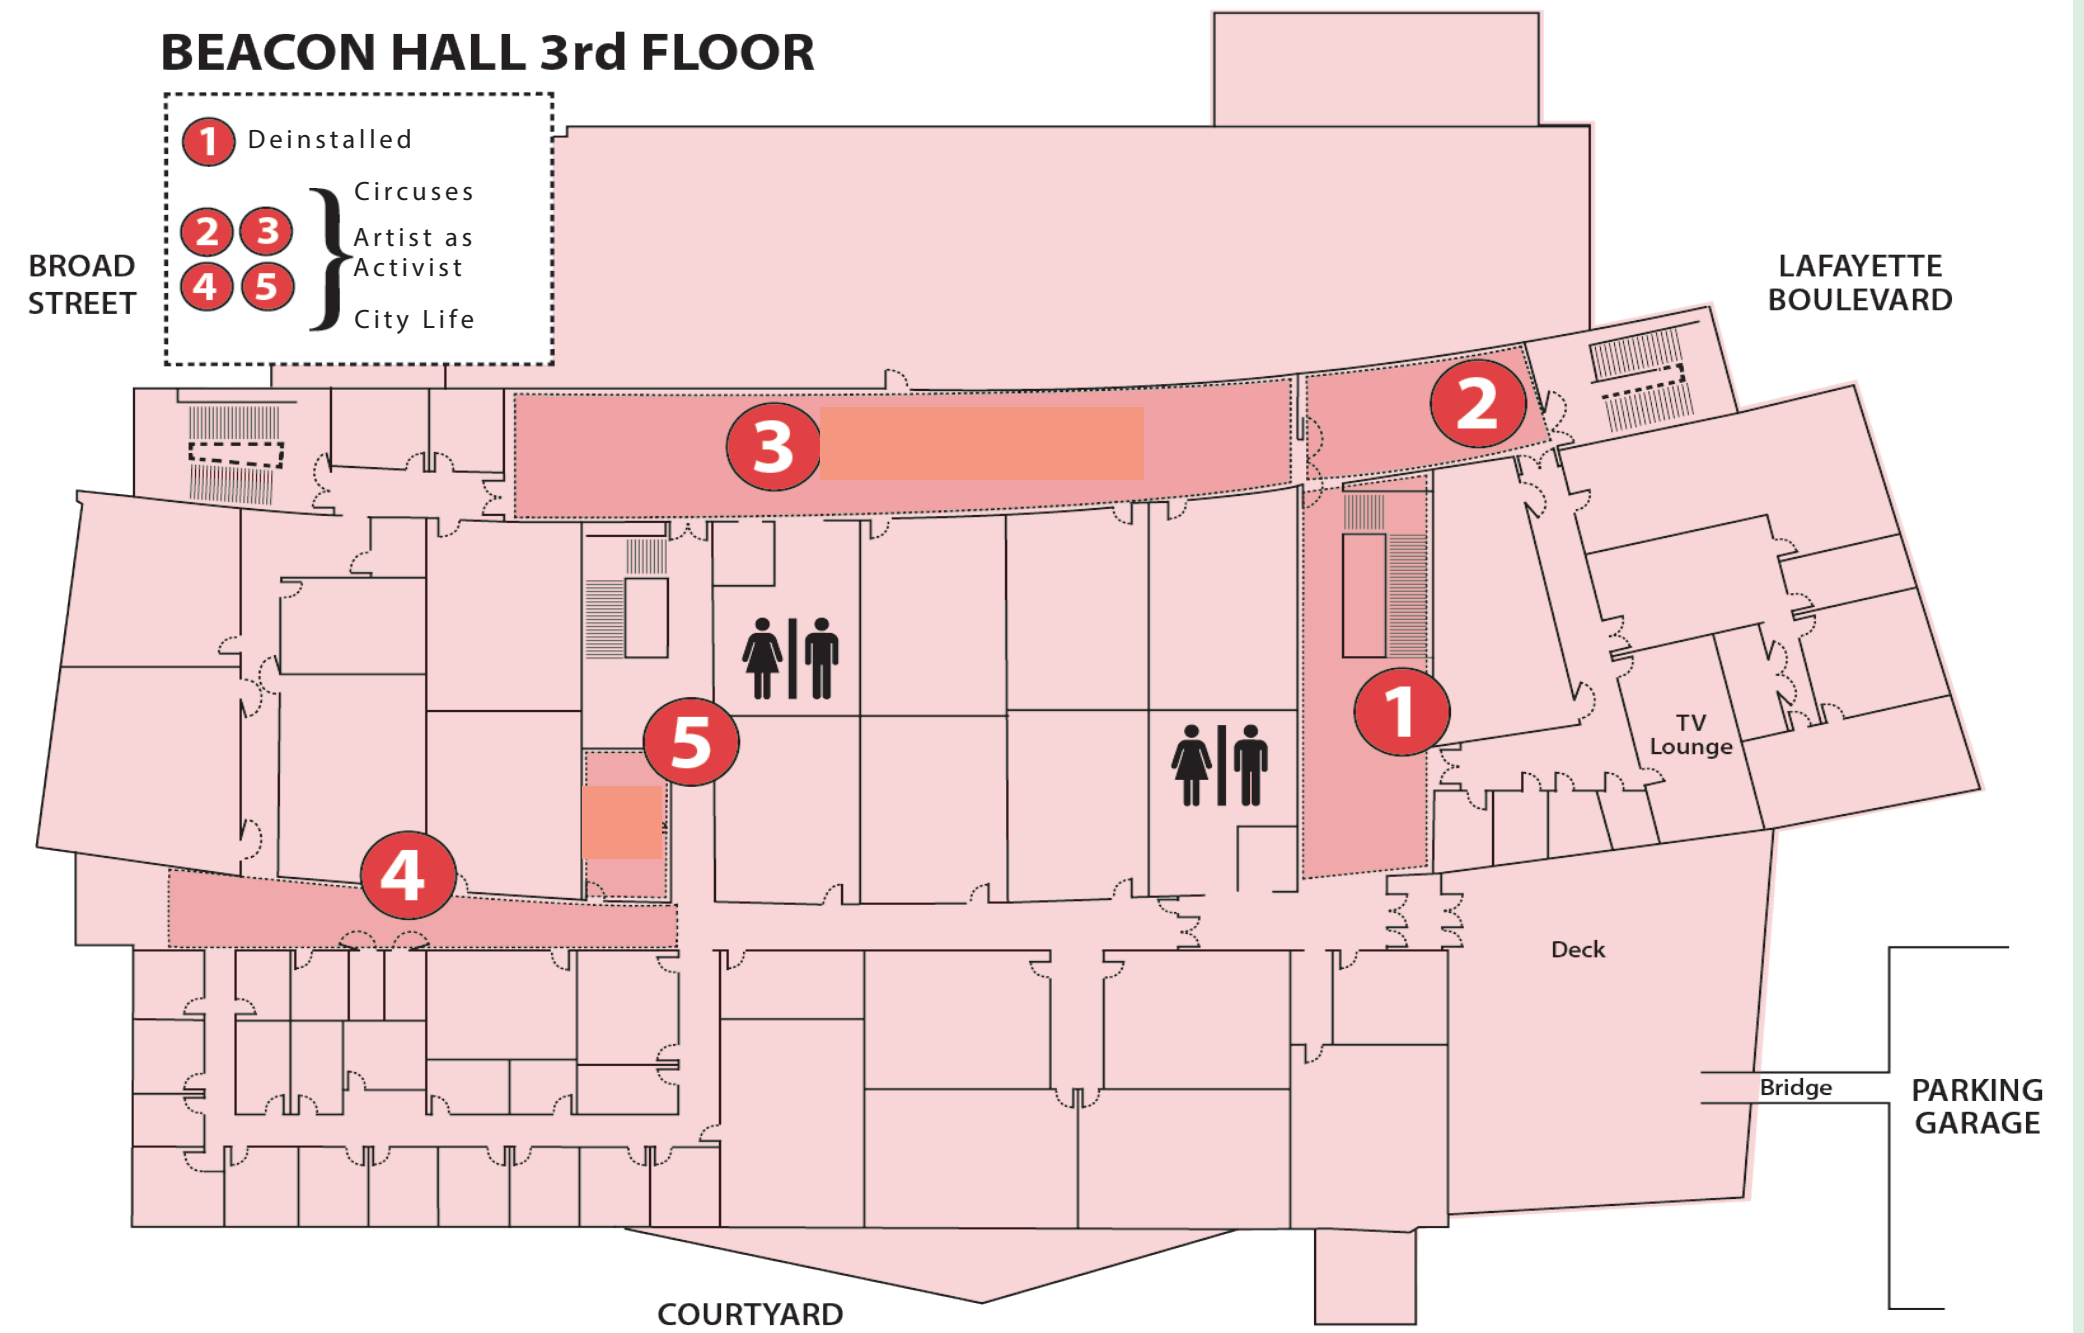 BEACON HALL 3rd FLOOR
1 Deinstalled
Circuses
2 3
Artist as
Activist
4 5
City Life
BROAD
STREET
LAFAYETTE
BOULEVARD
2
3
1
5
TV
Lounge
4
Deck
Bridge
PARKING
GARAGE
COURTYARD